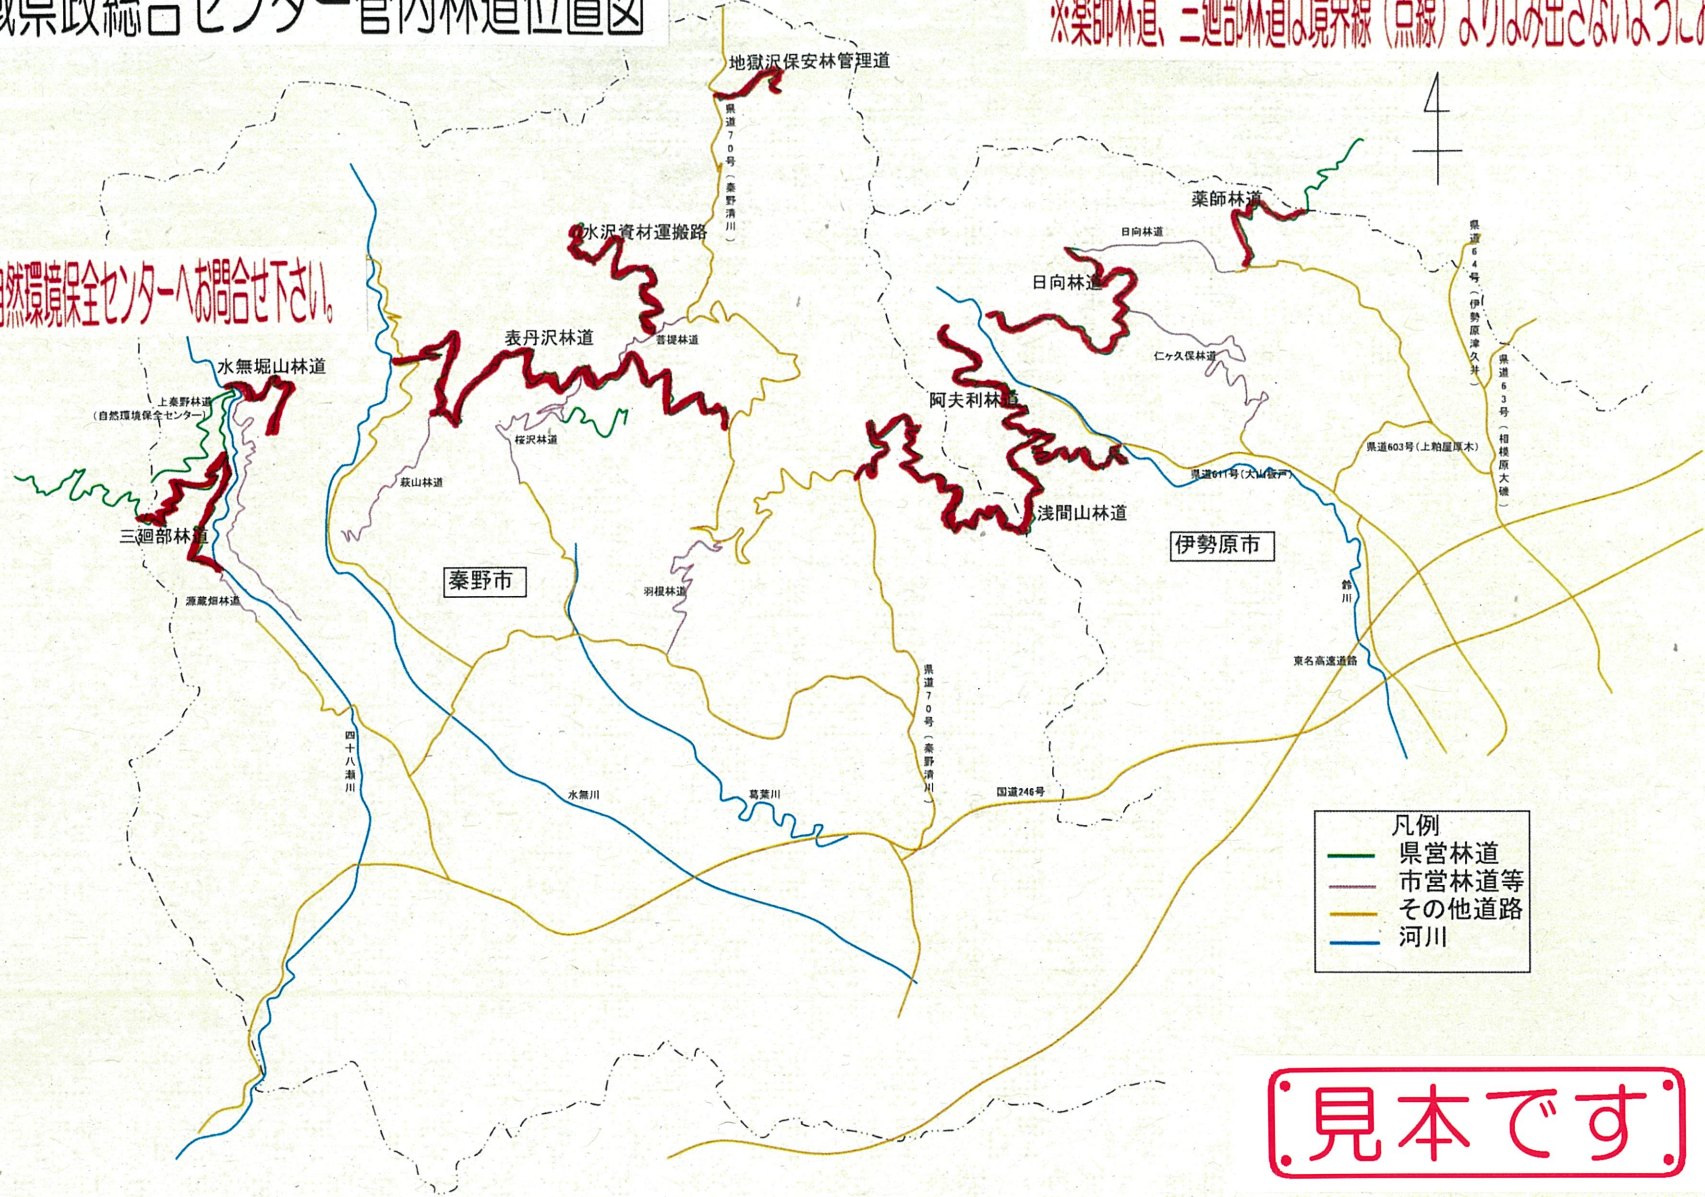 域県政総合センター管内林道位置図
※薬師林道、三廻部林道は境界線（点線）よりはみ出さないように
自然環境保全センターへお問合せ下さい。
地獄沢保安林管理道
県道70号（秦野清川）
薬師林道
日向林道
水沢資材運搬路
日向林道
県道64号（伊勢原津久井）
表丹沢林道
菩提林道
仁ヶ久保林道
県道63号（相模原大磯）
水無堀山林道
上秦野林道
（自然環境保全センター）
阿夫利林道
桜沢林道
県道603号（上粕屋厚木）
萩山林道
県道611号（大山板戸）
三廻部林道
浅間山林道
伊勢原市
秦野市
羽根林道
鈴川
源蔵畑林道
東名高速道路
県道70号（秦野清川）
四十八瀬川
水無川
葛葉川
国道246号
凡例
県営林道
市営林道等
その他道路
河川
見本です